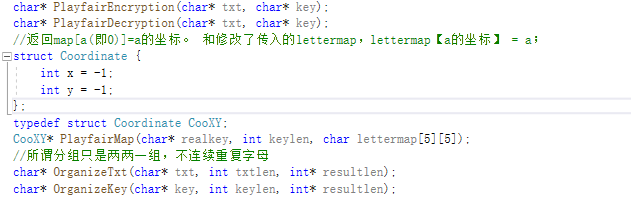 char* PlayfairEncryption(char* txt, char* key);
char* PlayfairDecryption(char* txt, char* key);
//返回map[a(即0)]=a的坐标。 和修改了传入的lettermap，lettermap【a的坐标】 = a；
struct Coordinate {
    int x = -1;
    int y = -1;
};
typedef struct Coordinate CooXY;
CooXY* PlayfairMap(char* realkey, int keylen, char lettermap[5][5]);
//所谓分组只是两两一组，不连续重复字母
char* OrganizeTxt(char* txt, int txtlen, int* resultlen);
char* OrganizeKey(char* key, int keylen, int* resultlen);